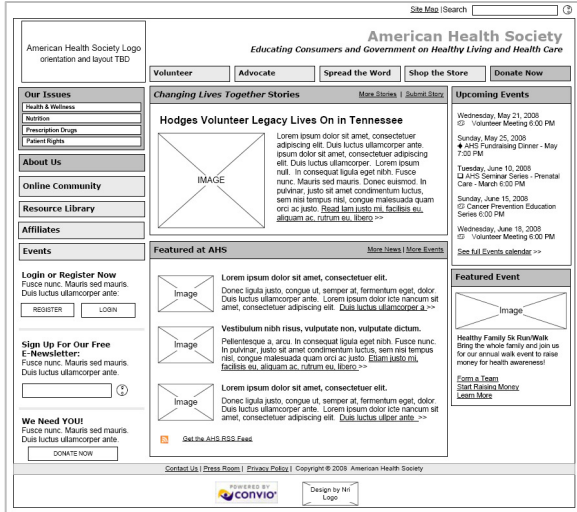 Site Map |Search
American Health Society Logo
orientation and layout TBD
American Health Society
Educating Consumers and Government on Healthy Living and Health Care
Volunteer
Advocate
Spread the Word
Shop the Store
Donate Now
Our Issues
Health & Wellness
Nutrition
Prescription Drugs
Patient Rights
About Us
Online Community
Resource Library
Affiliates
Events
Login or Register Now
Fusce nunc. Mauris sed mauris.
Duis luctus ullamcorper ante:
REGISTER
LOGIN
Sign Up For Our Free
E-Newsletter:
Fusce nunc. Mauris sed mauris.
Duis luctus ullamcorper ante.
We Need YOU!
Fusce nunc. Mauris sed mauris.
Duis luctus ullamcorper ante.
DONATE NOW
Changing Lives Together Stories
More Stories | Submit Story
Hodges Volunteer Legacy Lives On in Tennessee
IMAGE
Lorem ipsum dolor sit amet, consectetuer
adipiscing elit. Duis luctus ullamcorper ante.
ipsum dolor sit amet, consectetuer adipiscing
elit. Duis luctus ullamcorper. Lorem ipsum
null. In consequat ligula eget nibh. Fusce
nunc. Mauris sed mauris. Donec euismod. In
pulvinar, justo sit amet condimentum luctus,
sem nisi tempus nisl, congue malesuada quam
orci ac justo. Read lam justo mi, facilisis eu,
aliquam ac, rutrum eu, libero >>
Featured at AHS
More News | More Events
Image
Lorem ipsum dolor sit amet, consectetuer elit.
Donec ligula justo, congue ut, semper at, fermentum eget, dolor.
Duis luctus ullamcorper ante. Lorem ipsum dolor icte nancum sit
amet, consectetuer adipiscing elit. Duis luctus ullamcorper a >>
Image
Vestibulum nibh risus, vulputate non, vulputate dictum.
Pellentesque a, arcu. In consequat ligula eget nibh. Fusce nunc.
In pulvinar, justo sit amet condimentum luctus, sem nisi tempus
nisl, congue malesuada quam orci ac justo. Etiam justo mi,
facilisis eu, aliquam ac, rutrum eu, libero >>
Image
Lorem ipsum dolor sit amet, consectetuer elit.
Donec ligula justo, congue ut, semper at, fermentum eget, dolor.
Duis luctus ullamcorper ante. Lorem ipsum dolor icte nancum sit
amet, consectetuer adipiscing elit. Duis luctus ullper ante >>
Get the AHS RSS Feed
Upcoming Events
Wednesday, May 21, 2008
Volunteer Meeting 6:00 PM
Sunday, May 25, 2008
AHS Fundraising Dinner - May
7:00 PM
Tuesday, June 10, 2008
AHS Seminar Series - Prenatal
Care - March 6:00 PM
Sunday, June 15, 2008
Cancer Prevention Education
Series 6:00 PM
Wednesday, June 18, 2008
Volunteer Meeting 6:00 PM
See full Events calendar >>
Featured Event
Image
Healthy Family 5k Run/Walk
Bring the whole family and join us
for our annual walk event to raise
money for health awareness!
Form a Team
Start Raising Money
Learn More
Contact Us | Press Room | Privacy Policy | Copyright © 2008 American Health Society
POWERED BY
CONVIO
Design by Nri
Logo